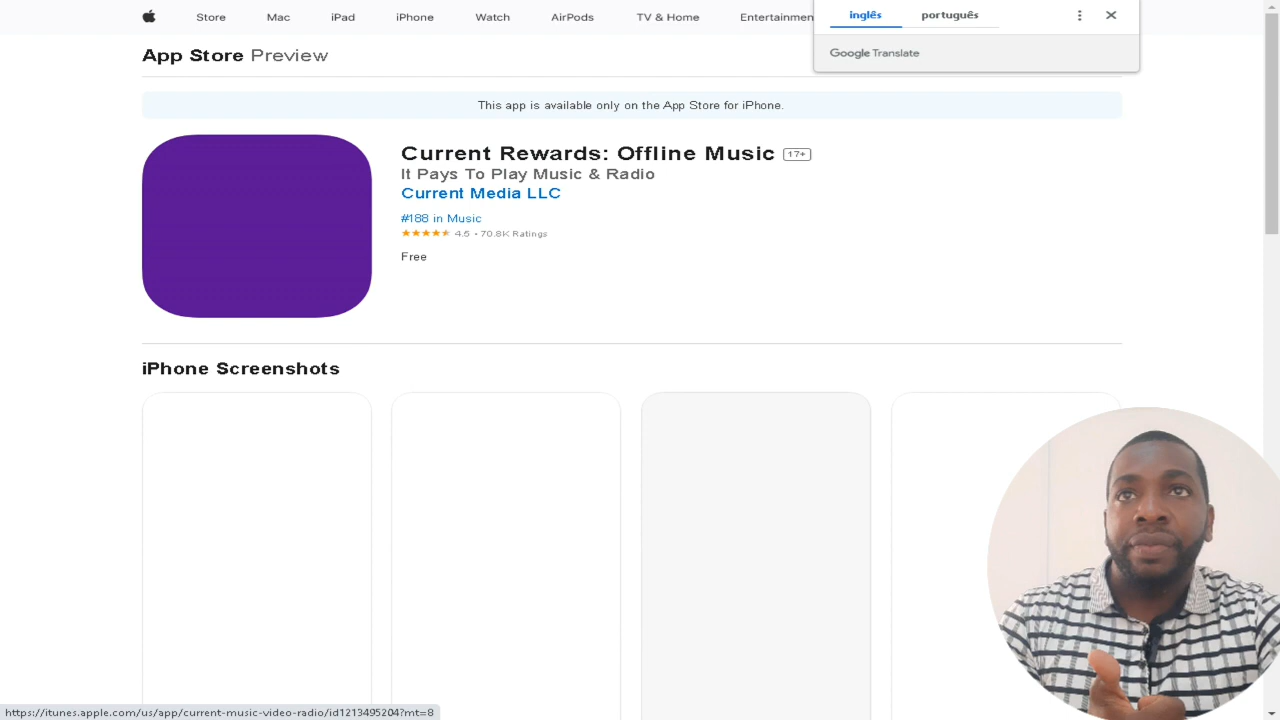 Store Mac iPad iPhone Watch AirPods TV & Home Entertainmen
inglês português
Google Translate
App Store Preview
This app is available only on the App Store for iPhone.
Current Rewards: Offline Music 17+
It Pays To Play Music & Radio
Current Media LLC
#188 in Music
4.5 • 70.8K Ratings
Free
iPhone Screenshots
https://itunes.apple.com/us/app/current-music-video-radio/id1213495204?mt=8